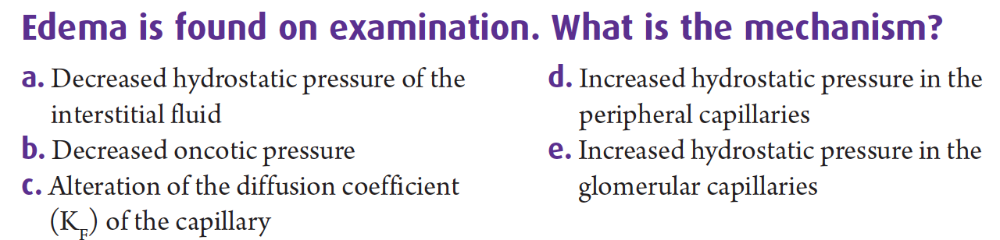 Edema is found on examination. What is the mechanism?
a. Decreased hydrostatic pressure of the
interstitial fluid
b. Decreased oncotic pressure
c. Alteration of the diffusion coefficient
(K_F) of the capillary
d. Increased hydrostatic pressure in the
peripheral capillaries
e. Increased hydrostatic pressure in the
glomerular capillaries